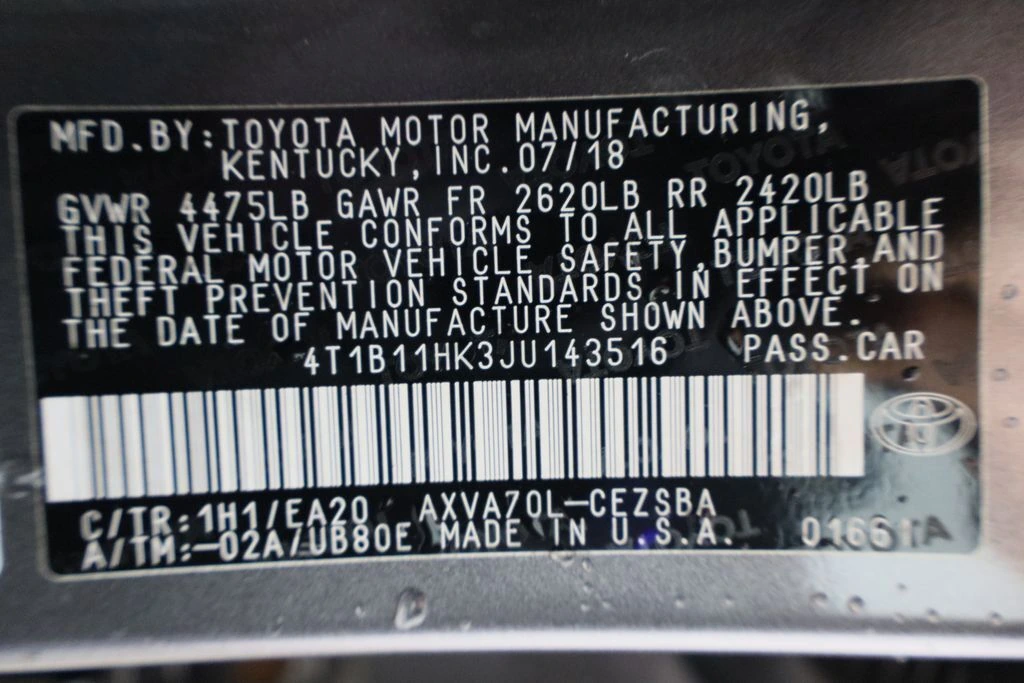 MFD.BY:TOYOTA MOTOR MANUFACTURING,
KENTUCKY,INC.07/18
GVWR 4475LB GAWR FR 2620LB RR 2420LB
THIS VEHICLE CONFORMS TO ALL APPLICABLE
FEDERAL MOTOR VEHICLE SAFETY,BUMPER,AND
THEFT PREVENTION STANDARDS IN EFFECT ON
THE DATE OF MANUFACTURE SHOWN ABOVE.
4T1B11HK3JU143516 PASS.CAR
C/TR:1H1/EA20 AXVA70L-CEZSBA
A/TM:-02A/UB80E MADE IN U.S.A. 01661